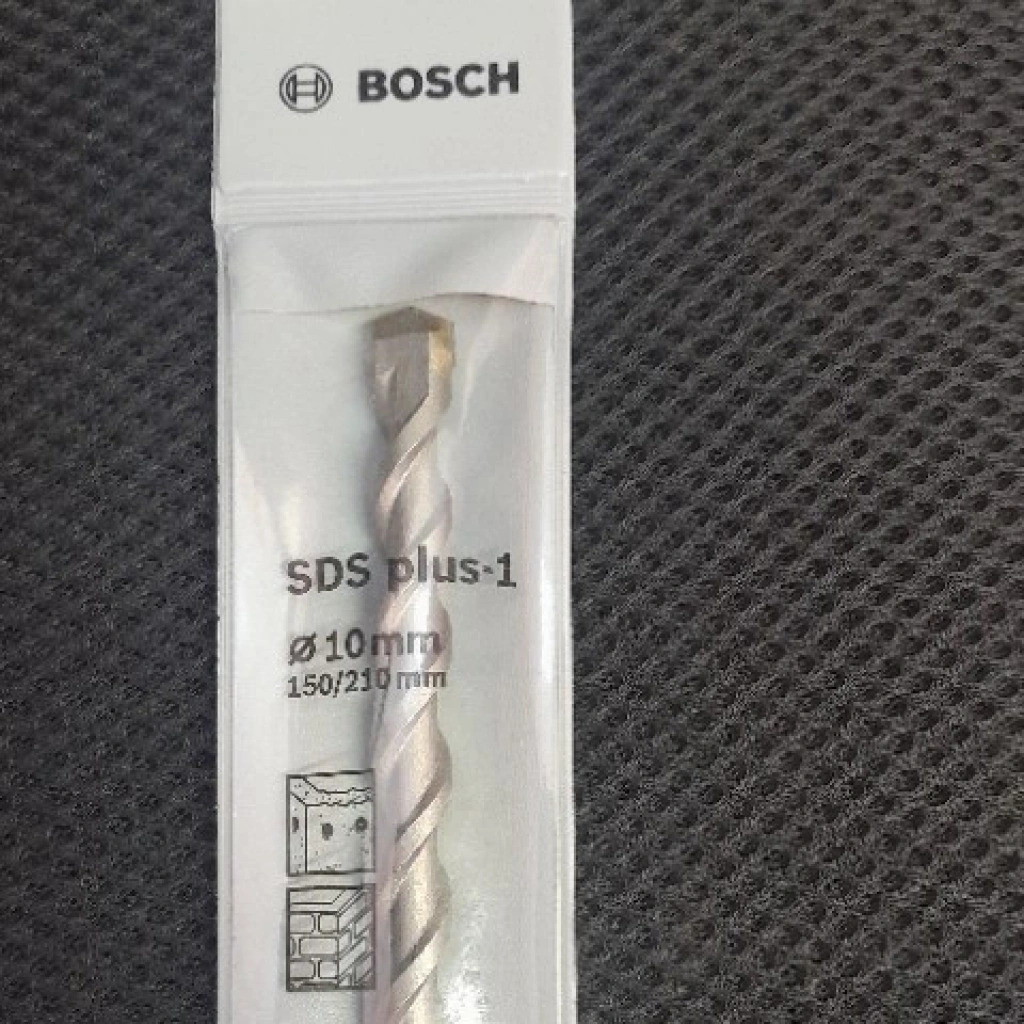 BOSCH
SDS plus-1
Ø 10 mm
150/210 mm